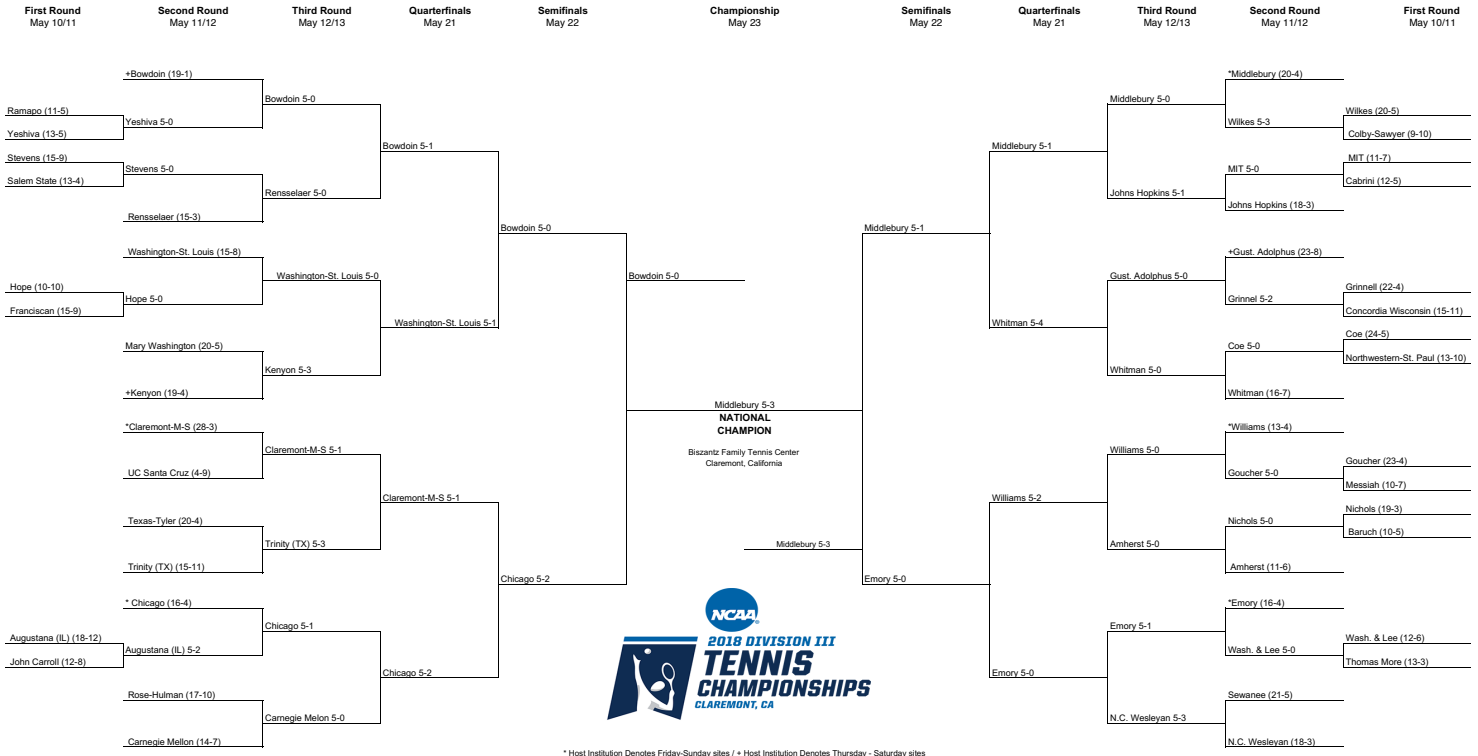 First Round
May 10/11
Second Round
May 11/12
Third Round
May 12/13
Quarterfinals
May 21
Semifinals
May 22
Championship
May 23
Semifinals
May 22
Quarterfinals
May 21
Third Round
May 12/13
Second Round
May 11/12
First Round
May 10/11
Ramapo (11-5)
Yeshiva (13-5)
Stevens (15-9)
Salem State (13-4)
Hope (10-10)
Franciscan (15-9)
Augustana (IL) (18-12)
John Carroll (12-8)
+Bowdoin (19-1)
Yeshiva 5-0
Stevens 5-0
Rensselaer (15-3)
Washington-St. Louis (15-8)
Hope 5-0
Mary Washington (20-5)
+Kenyon (19-4)
*Claremont-M-S (28-3)
UC Santa Cruz (4-9)
Texas-Tyler (20-4)
Trinity (TX) (15-11)
* Chicago (16-4)
Augustana (IL) 5-2
Rose-Hulman (17-10)
Carnegie Mellon (14-7)
Bowdoin 5-0
Rensselaer 5-0
Washington-St. Louis 5-0
Kenyon 5-3
Claremont-M-S 5-1
Trinity (TX) 5-3
Chicago 5-1
Carnegie Melon 5-0
Bowdoin 5-1
Washington-St. Louis 5-1
Claremont-M-S 5-1
Chicago 5-2
Bowdoin 5-0
Chicago 5-2
Bowdoin 5-0
Middlebury 5-3
NATIONAL
CHAMPION
Biszantz Family Tennis Center
Claremont, California
Middlebury 5-3
Middlebury 5-1
Emory 5-0
Middlebury 5-1
Whitman 5-4
Williams 5-2
Emory 5-0
Middlebury 5-0
Johns Hopkins 5-1
Gust. Adolphus 5-0
Whitman 5-0
Williams 5-0
Amherst 5-0
Emory 5-1
N.C. Wesleyan 5-3
*Middlebury (20-4)
Wilkes 5-3
MIT 5-0
Johns Hopkins (18-3)
+Gust. Adolphus (23-8)
Grinnel 5-2
Coe 5-0
Whitman (16-7)
*Williams (13-4)
Goucher 5-0
Nichols 5-0
Amherst (11-6)
*Emory (16-4)
Wash. & Lee 5-0
Sewanee (21-5)
N.C. Wesleyan (18-3)
Wilkes (20-5)
Colby-Sawyer (9-10)
MIT (11-7)
Cabrini (12-5)
Grinnell (22-4)
Concordia Wisconsin (15-11)
Coe (24-5)
Northwestern-St. Paul (13-10)
Goucher (23-4)
Messiah (10-7)
Nichols (19-3)
Baruch (10-5)
Wash. & Lee (12-6)
Thomas More (13-3)
NCAA
2018 DIVISION III
TENNIS
CHAMPIONSHIPS
CLAREMONT, CA
* Host Institution Denotes Friday-Sunday sites / + Host Institution Denotes Thursday - Saturday sites